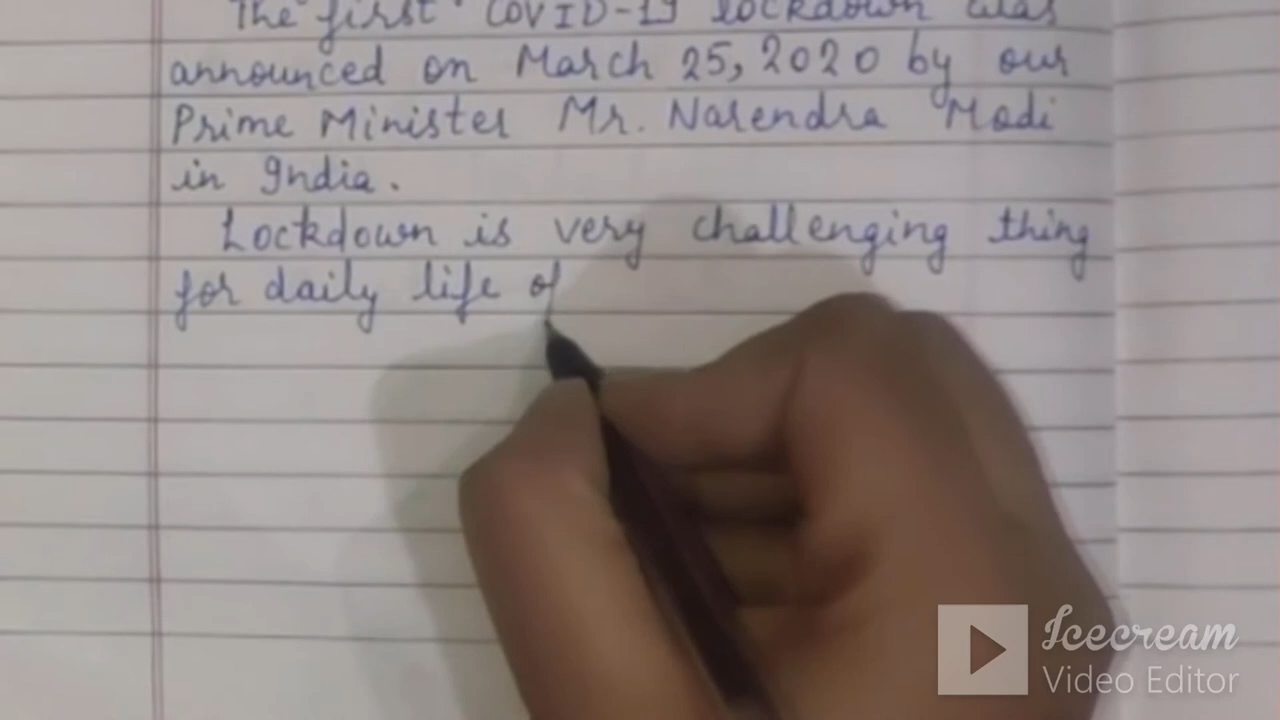 The first COVID-19 lockdown was
announced on March 25, 2020 by our
Prime Minister Mr. Narendra Modi
in India.
Lockdown is very challenging thing
for daily life of
Icecream
Video Editor